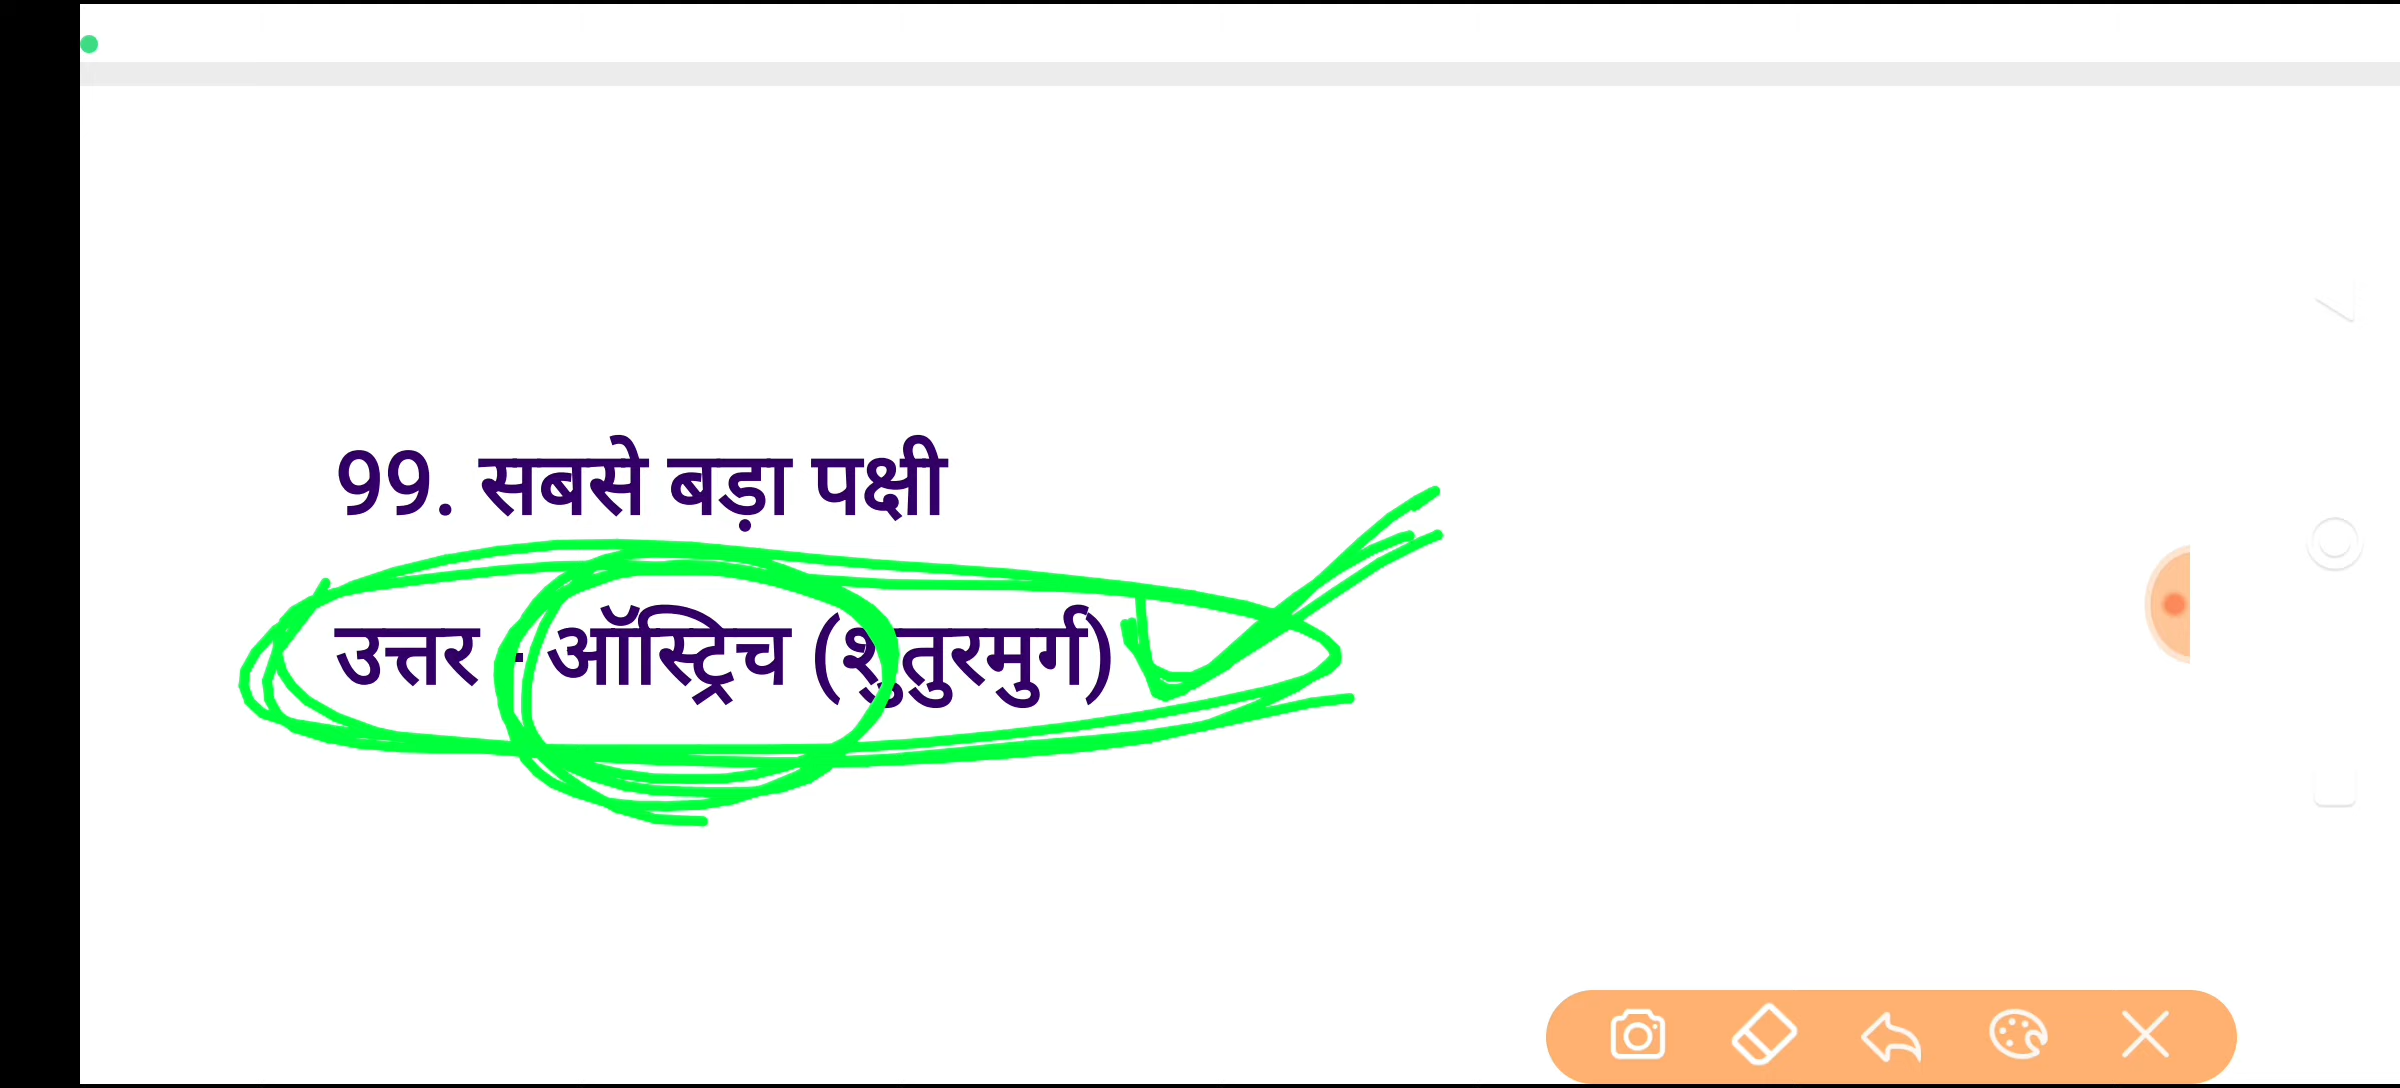 99. सबसे बड़ा पक्षी
उत्तर - ऑस्ट्रिच (शुतुरमुर्ग)